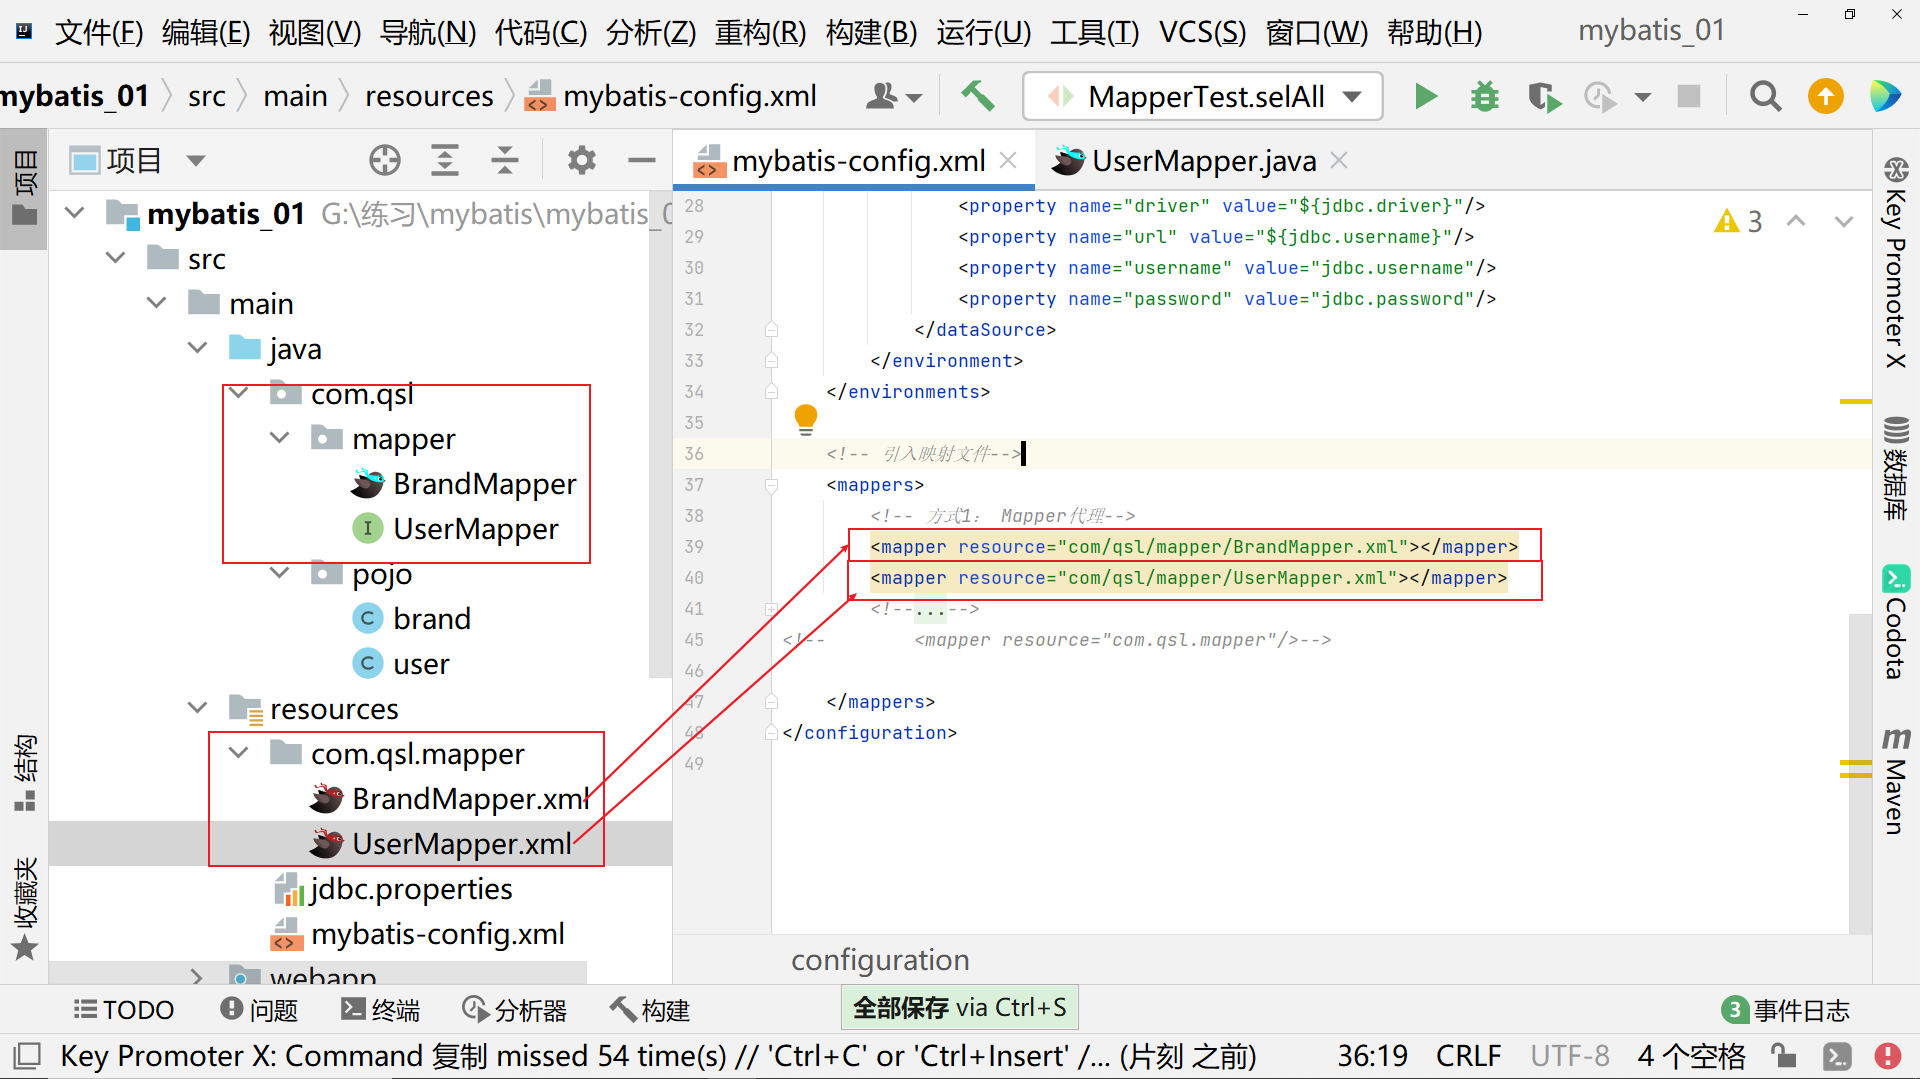 文件(F) 编辑(E) 视图(V) 导航(N) 代码(C) 分析(Z) 重构(R) 构建(B) 运行(U) 工具(T) VCS(S) 窗口(W) 帮助(H) mybatis_01
mybatis_01 src main resources mybatis-config.xml MapperTest.selAll
项目
项目
mybatis_01 G:\练习\mybatis\mybatis_0
src
main
java
com.qsl
mapper
BrandMapper
UserMapper
pojo
brand
user
resources
com.qsl.mapper
BrandMapper.xml
UserMapper.xml
jdbc.properties
mybatis-config.xml
webapp
结构
收藏夹
mybatis-config.xml UserMapper.java
3
28 <property name="driver" value="${jdbc.driver}"/>
29 <property name="url" value="${jdbc.username}"/>
30 <property name="username" value="jdbc.username"/>
31 <property name="password" value="jdbc.password"/>
32 </dataSource>
33 </environment>
34 </environments>
35
36 <!-- 引入映射文件-->
37 <mappers>
38 <!-- 方式1： Mapper代理-->
39 <mapper resource="com/qsl/mapper/BrandMapper.xml"></mapper>
40 <mapper resource="com/qsl/mapper/UserMapper.xml"></mapper>
41 <!--...-->
45 <!-- <mapper resource="com.qsl.mapper"/>-->
46
47 </mappers>
48 </configuration>
49
configuration
Key Promoter X
数据库
Codota
Maven
TODO 问题 终端 分析器 构建 全部保存 via Ctrl+S 3 事件日志
Key Promoter X: Command 复制 missed 54 time(s) // 'Ctrl+C' or 'Ctrl+Insert' /... (片刻 之前) 36:19 CRLF UTF-8 4 个空格